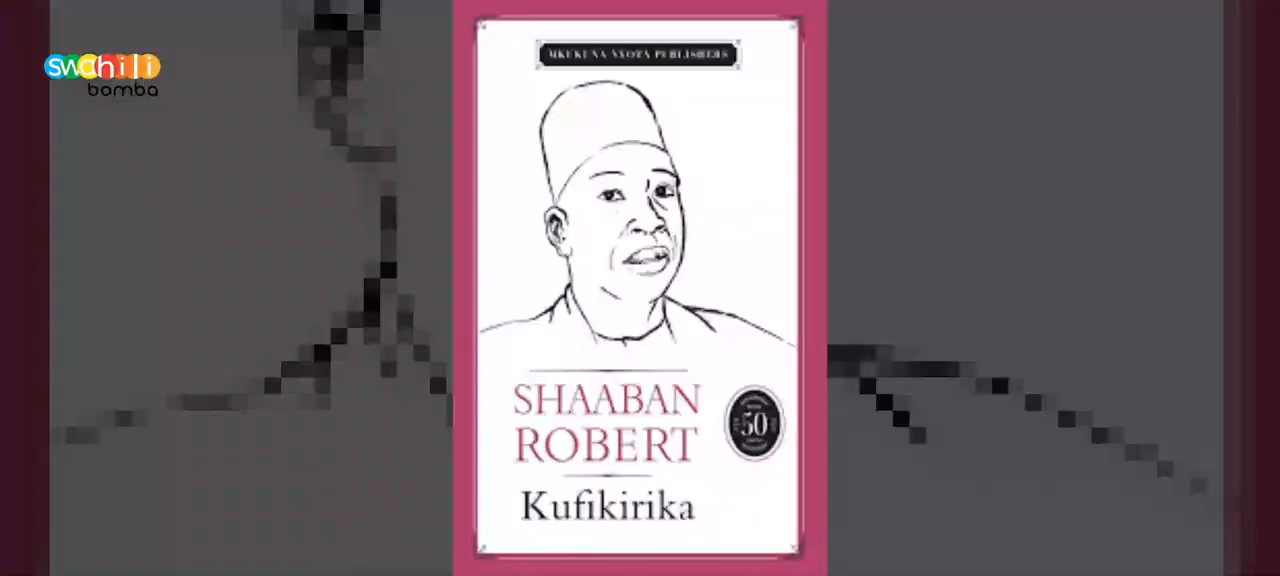 swahili
bomba
MKUKI NA NYOTA PUBLISHERS
SHAABAN
ROBERT
50
Kufikirika